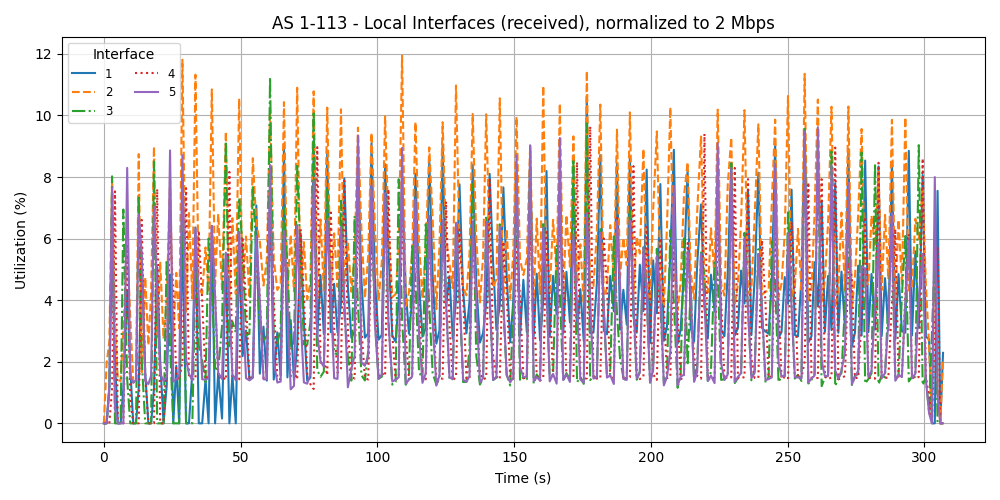 AS 1-113 - Local Interfaces (received), normalized to 2 Mbps
Interface
1
2
3
4
5
Utilization (%)
12
10
8
6
4
2
0
0 50 100 150 200 250 300
Time (s)